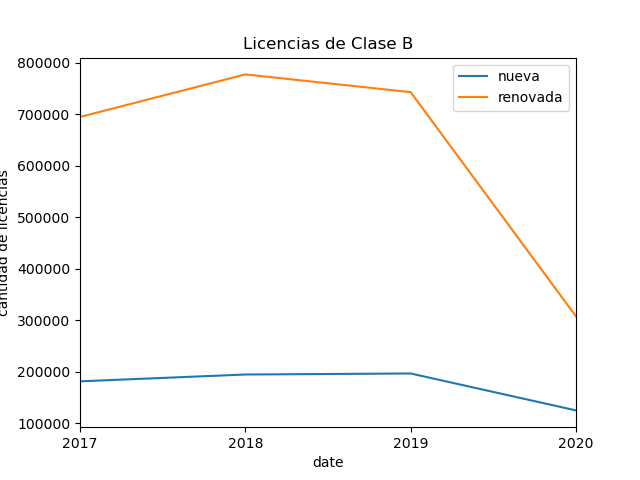 Licencias de Clase B
cantidad de licencias
800000
700000
600000
500000
400000
300000
200000
100000
nueva
renovada
2017
2018
2019
2020
date